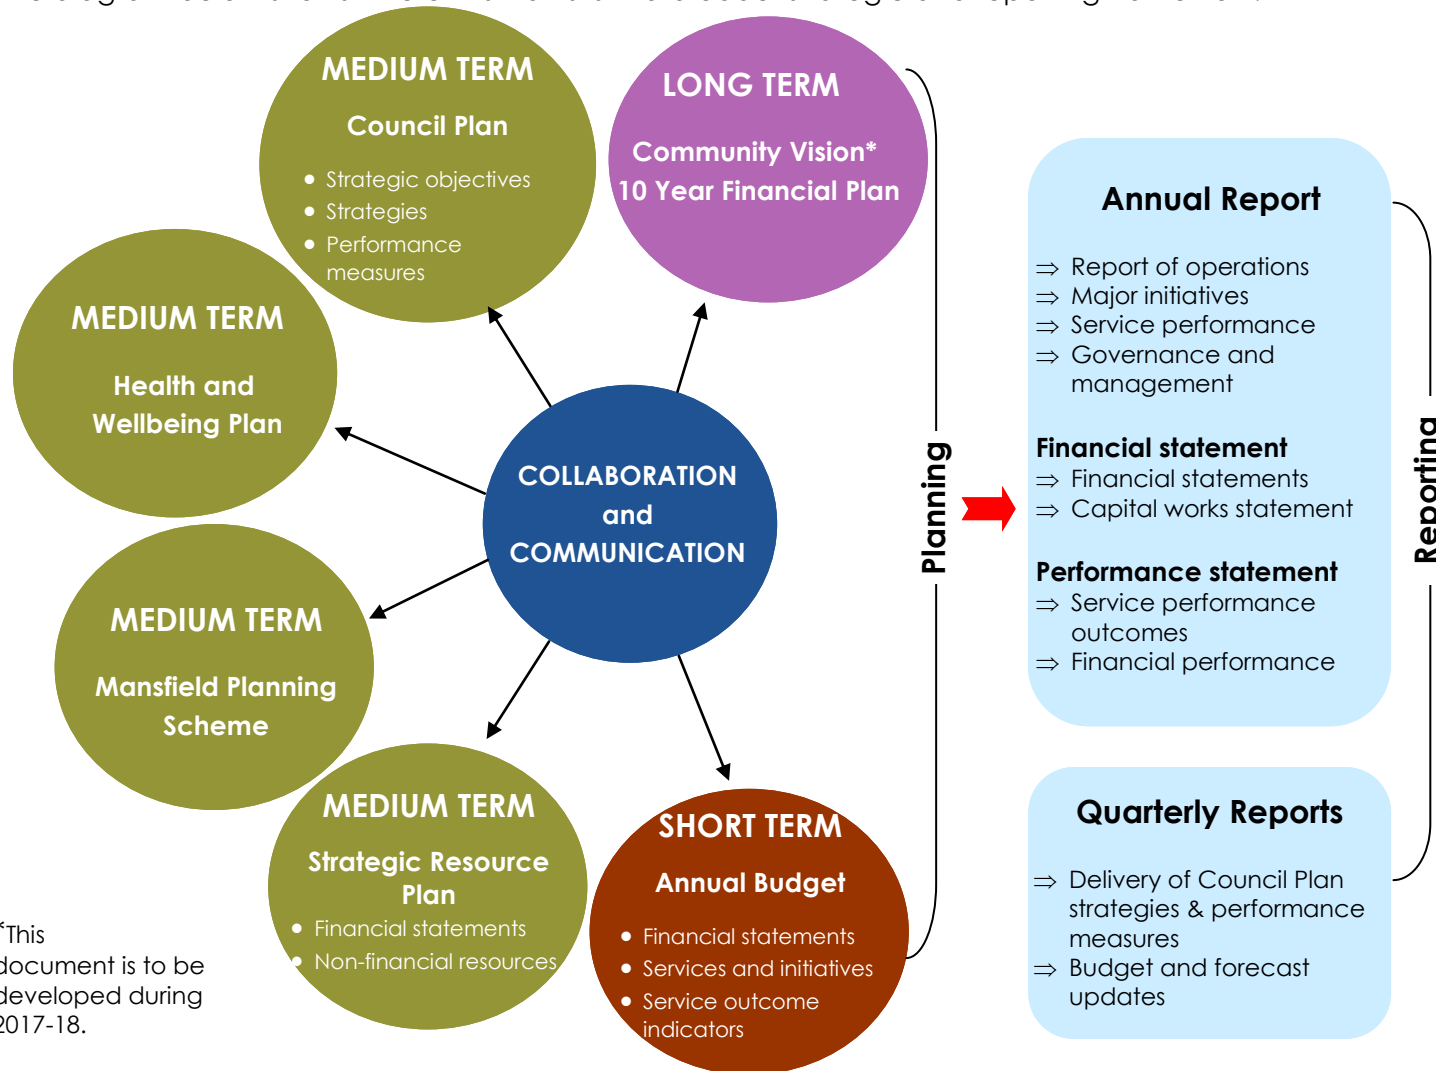 MEDIUM TERM
Council Plan
• Strategic objectives
• Strategies
• Performance
measures
LONG TERM
Community Vision*
10 Year Financial Plan
MEDIUM TERM
Health and
Wellbeing Plan
COLLABORATION
and
COMMUNICATION
MEDIUM TERM
Mansfield Planning
Scheme
MEDIUM TERM
Strategic Resource
Plan
• Financial statements
• Non-financial resources
SHORT TERM
Annual Budget
• Financial statements
• Services and initiatives
• Service outcome
indicators
*This
document is to be
developed during
2017-18.
Planning
Annual Report
⇒ Report of operations
⇒ Major initiatives
⇒ Service performance
⇒ Governance and
management
Financial statement
⇒ Financial statements
⇒ Capital works statement
Performance statement
⇒ Service performance
outcomes
⇒ Financial performance
Quarterly Reports
⇒ Delivery of Council Plan
strategies & performance
measures
⇒ Budget and forecast
updates
Reporting